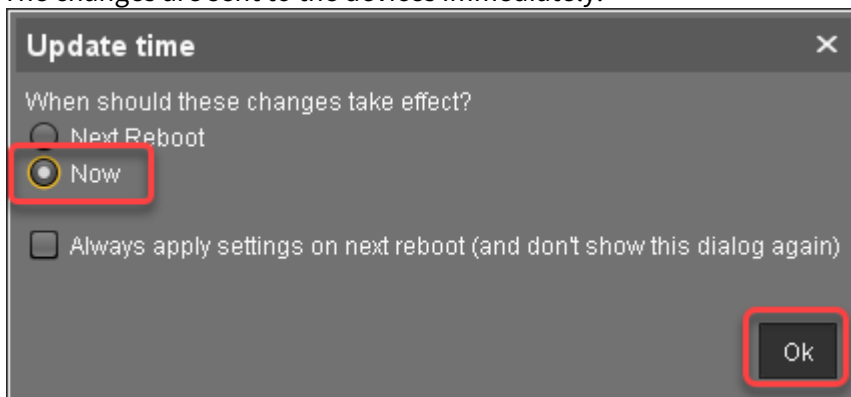 The changes are sent to the devices immediately.
Update time
When should these changes take effect?
Next Reboot
Now
Always apply settings on next reboot (and don't show this dialog again)
Ok